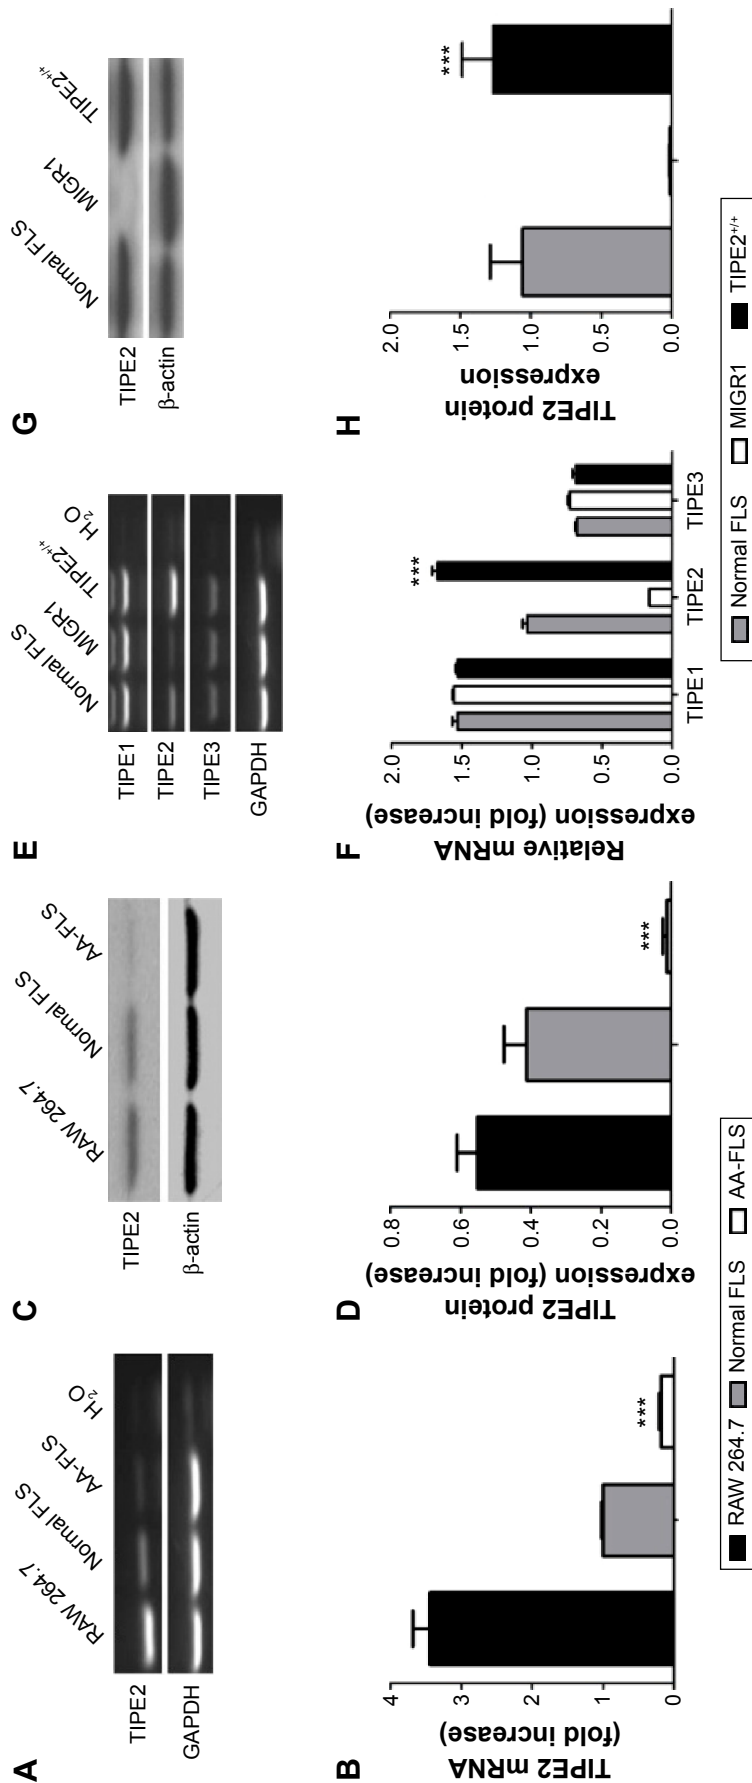 A
RAW 264.7
Normal FLS
AA-FLS
H₂O
TIPE2
GAPDH
B
TIPE2 mRNA
(fold increase)
4
3
2
1
0
***
C
RAW 264.7
Normal FLS
AA-FLS
TIPE2
β-actin
D
TIPE2 protein
expression (fold increase)
0.8
0.6
0.4
0.2
0.0
***
RAW 264.7 Normal FLS AA-FLS
E
Normal FLS
MIGR1
TIPE2+/+
H₂O
TIPE1
TIPE2
TIPE3
GAPDH
F
Relative mRNA
expression (fold increase)
2.0
1.5
1.0
0.5
0.0
***
TIPE1 TIPE2 TIPE3
G
Normal FLS
MIGR1
TIPE2+/+
TIPE2
β-actin
H
TIPE2 protein
expression
2.0
1.5
1.0
0.5
0.0
***
Normal FLS MIGR1 TIPE2+/+